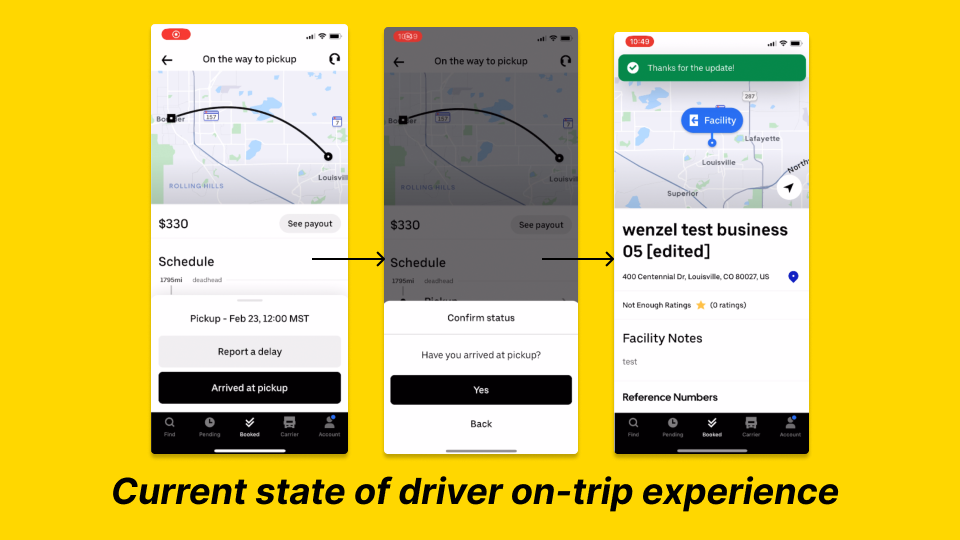 On the way to pickup
157
7
Louisvil
ROLLING HILLS
$330
See payout
Schedule
1795mi deadhead
Pickup - Feb 23, 12:00 MST
Report a delay
Arrived at pickup
Find Pending Booked Carrier Account
10:49
On the way to pickup
157
7
Louisvil
ROLLING HILLS
$330
See payout
Schedule
1795mi deadhead
Pickup
Confirm status
Have you arrived at pickup?
Yes
Back
10:49
Thanks for the update!
287
Facility
Lafayette
Louisville
North
Superior
wenzel test business
05 [edited]
400 Centennial Dr, Louisville, CO 80027, US
Not Enough Ratings (0 ratings)
Facility Notes
test
Reference Numbers
Find Pending Booked Carrier Account
Current state of driver on-trip experience